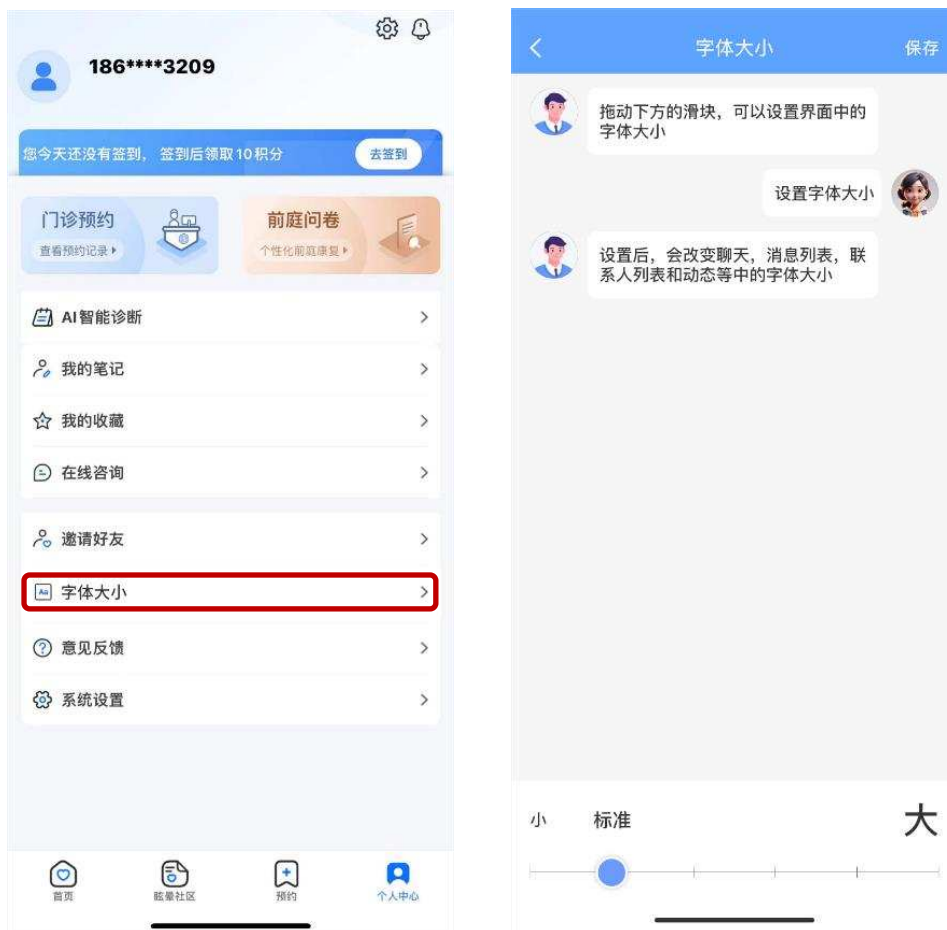 186****3209
您今天还没有签到， 签到后领取10积分
去签到
门诊预约
查看预约记录
前庭问卷
个性化前庭康复
AI智能诊断
我的笔记
我的收藏
在线咨询
邀请好友
Aa 字体大小
意见反馈
系统设置
首页
眩晕社区
预约
个人中心
字体大小
保存
拖动下方的滑块，可以设置界面中的
字体大小
设置字体大小
设置后，会改变聊天，消息列表，联
系人列表和动态等中的字体大小
小
标准
大